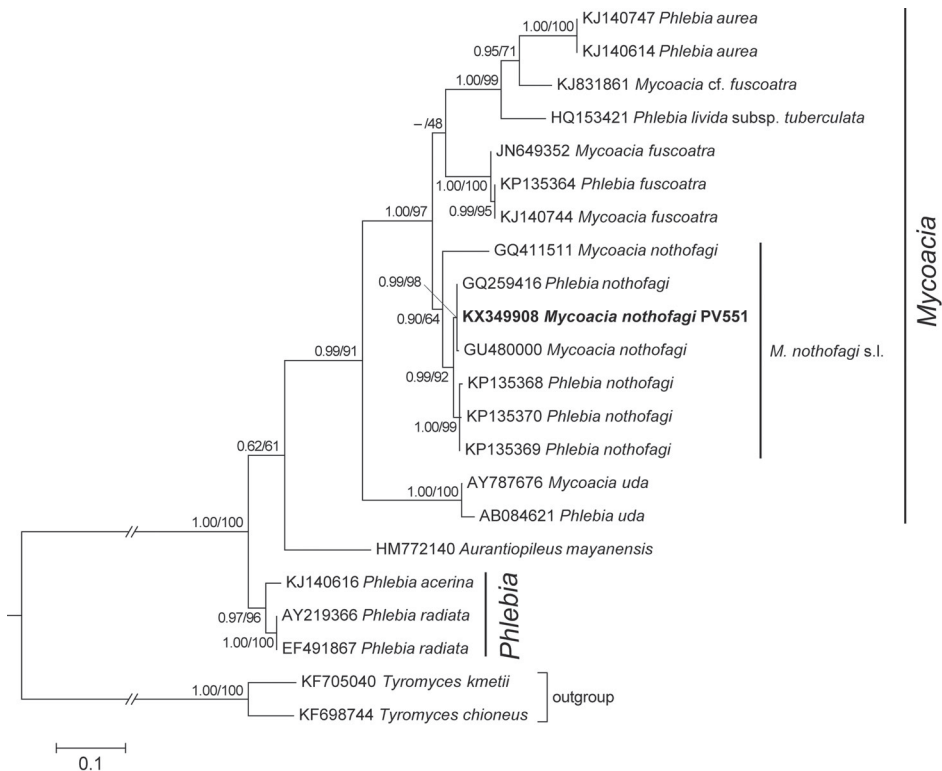 KJ140747 Phlebia aurea
1.00/100
KJ140614 Phlebia aurea
0.95/71
KJ831861 Mycoacia cf. fuscoatra
1.00/99
HQ153421 Phlebia livida subsp. tuberculata
– /48
JN649352 Mycoacia fuscoatra
1.00/100
KP135364 Phlebia fuscoatra
0.99/95
KJ140744 Mycoacia fuscoatra
1.00/97
GQ411511 Mycoacia nothofagi
0.99/98
GQ259416 Phlebia nothofagi
0.90/64
KX349908 Mycoacia nothofagi PV551
GU480000 Mycoacia nothofagi
0.99/92
KP135368 Phlebia nothofagi
KP135370 Phlebia nothofagi
1.00/99
KP135369 Phlebia nothofagi
M. nothofagi s.l.
Mycoacia
0.99/91
AY787676 Mycoacia uda
1.00/100
AB084621 Phlebia uda
0.62/61
HM772140 Aurantiopileus mayanensis
1.00/100
KJ140616 Phlebia acerina
0.97/96
AY219366 Phlebia radiata
1.00/100
EF491867 Phlebia radiata
Phlebia
KF705040 Tyromyces kmetii
1.00/100
KF698744 Tyromyces chioneus
outgroup
0.1